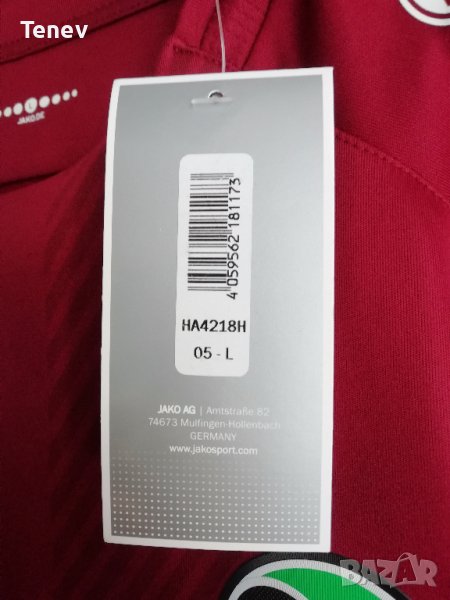 Tenev
L
JAKO.DE
4 059562 181173
HA4218H
05 - L
JAKO AG | Amtstraße 82
74673 Mulfingen-Hollenbach
GERMANY
www.jakosport.com
BAZAR